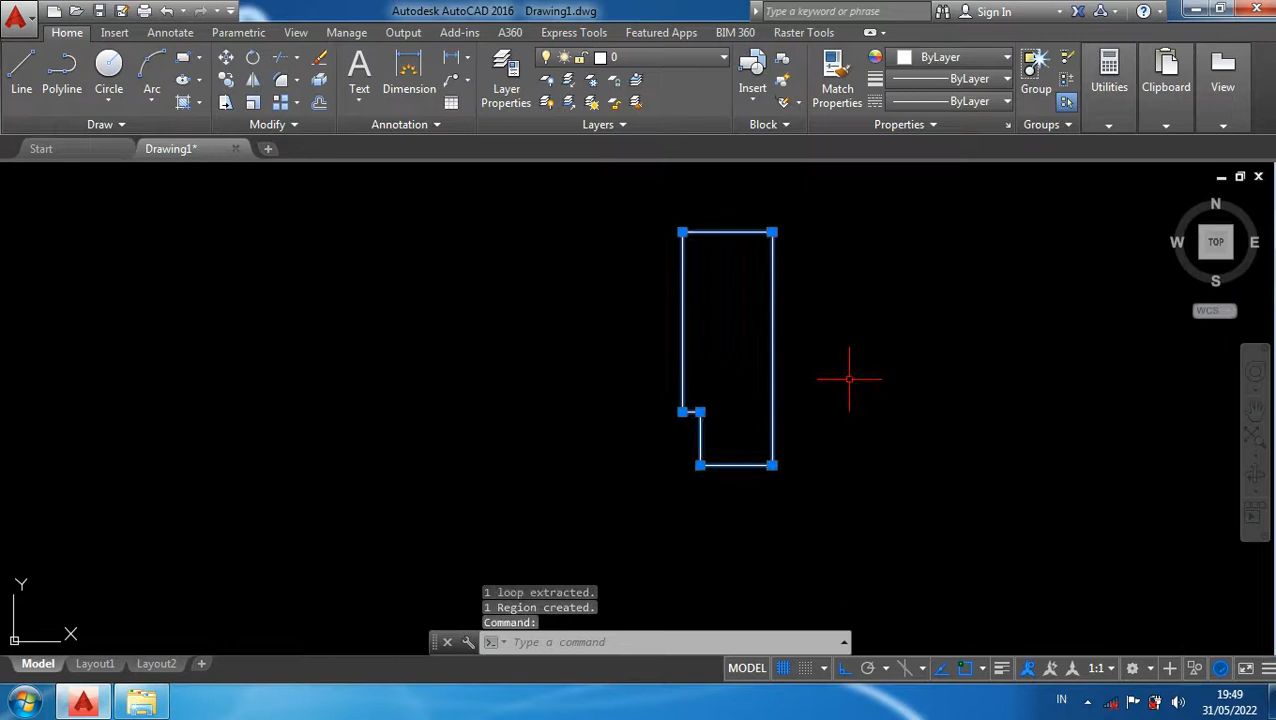 Autodesk AutoCAD 2016 Drawing1.dwg
Type a keyword or phrase
Sign In
Home Insert Annotate Parametric View Manage Output Add-ins A360 Express Tools Featured Apps BIM 360 Raster Tools
Line Polyline Circle Arc
Text Dimension
Layer Properties
0
Insert
Match Properties
ByLayer
ByLayer
ByLayer
Group
Utilities
Clipboard
View
Draw Modify Annotation Layers Block Properties Groups
Start Drawing1*
N
W TOP E
S
WCS
Y
X
1 loop extracted.
1 Region created.
Command:
Type a command
Model Layout1 Layout2
MODEL 1:1
IN
19:49
31/05/2022